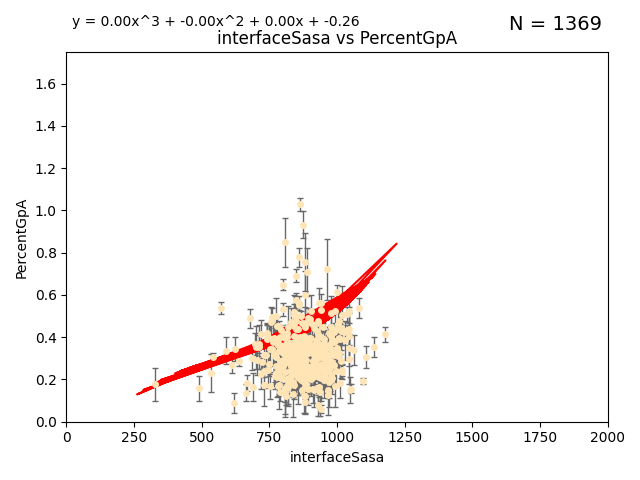 y = 0.00x^3 + -0.00x^2 + 0.00x + -0.26
N = 1369
interfaceSasa vs PercentGpA
1.6
1.4
1.2
1.0
0.8
0.6
0.4
0.2
0.0
PercentGpA
0 250 500 750 1000 1250 1500 1750 2000
interfaceSasa